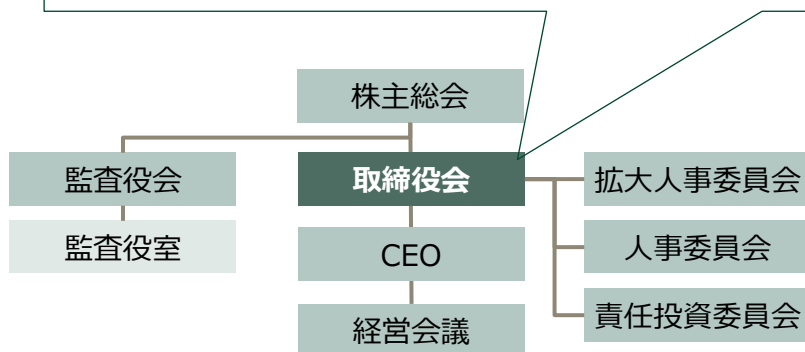 株主総会
監査役会
取締役会
拡大人事委員会
監査役室
CEO
人事委員会
経営会議
責任投資委員会